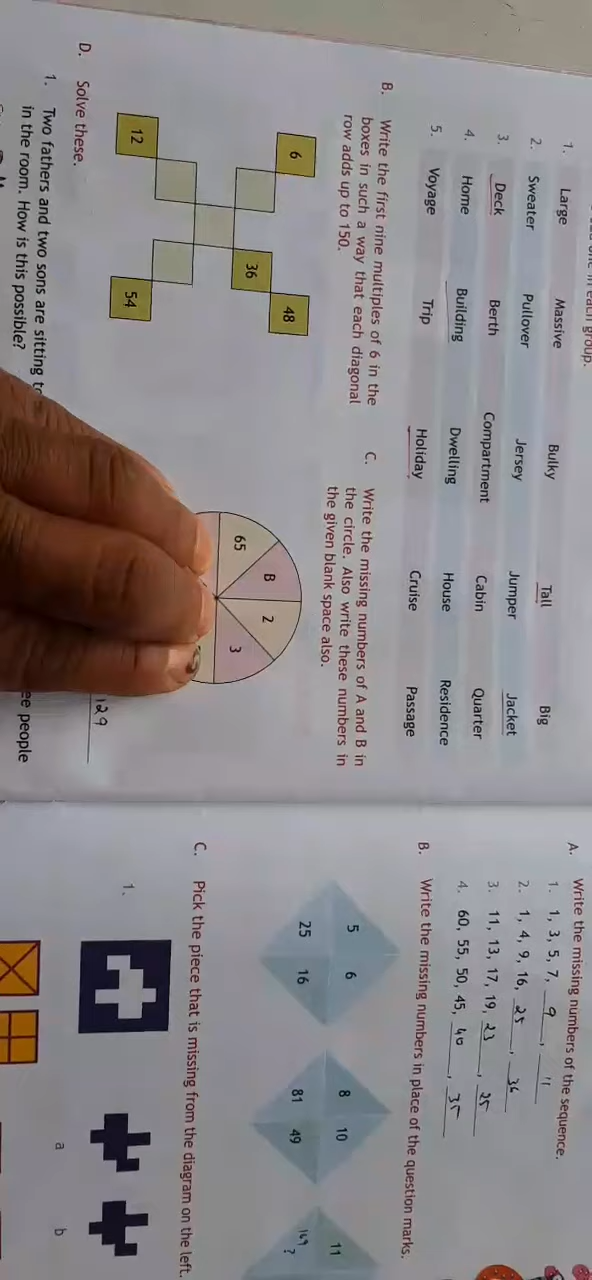 in each group.
1. Large Massive Bulky Tall Big
2. Sweater Pullover Jersey Jumper Jacket
3. Deck Berth Compartment Cabin Quarter
4. Home Building Dwelling House Residence
5. Voyage Trip Holiday Cruise Passage
B. Write the first nine multiples of 6 in the
boxes in such a way that each diagonal
row adds up to 150.
6
48
36
12
54
C. Write the missing numbers of A and B in
the circle. Also write these numbers in
the given blank space also.
B 2
65 3
129
D. Solve these.
1. Two fathers and two sons are sitting
in the room. How is this possible?
people
A. Write the missing numbers of the sequence.
1. 1, 3, 5, 7, 9, 11
2. 1, 4, 9, 16, 25, 36
3. 11, 13, 17, 19, 23, 25
4. 60, 55, 50, 45, 40, 35
B. Write the missing numbers in place of the question marks.
5 6
25 16
8 10
81 49
11
169 ?
C. Pick the piece that is missing from the diagram on the left.
1.
a b